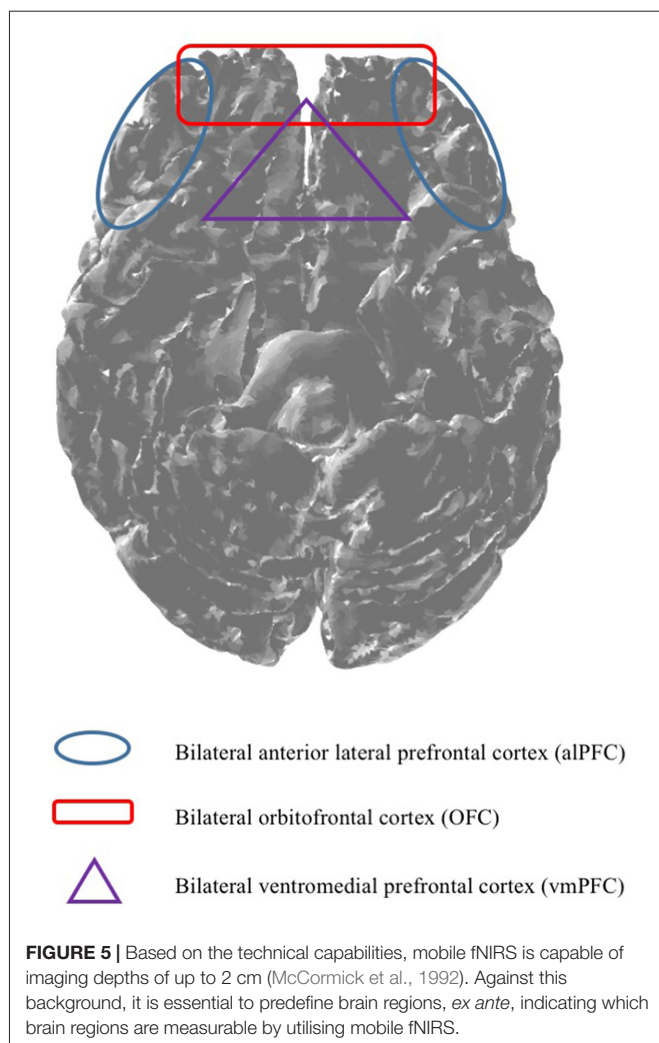 Bilateral anterior lateral prefrontal cortex (alPFC)
Bilateral orbitofrontal cortex (OFC)
Bilateral ventromedial prefrontal cortex (vmPFC)
FIGURE 5 | Based on the technical capabilities, mobile fNIRS is capable of
imaging depths of up to 2 cm (McCormick et al., 1992). Against this
background, it is essential to predefine brain regions, ex ante, indicating which
brain regions are measurable by utilising mobile fNIRS.